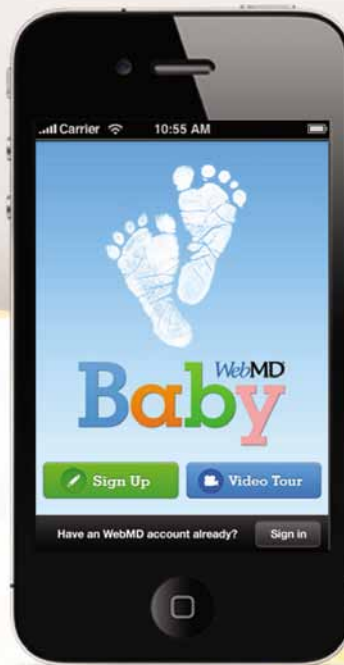 Carrier 10:55 AM
WebMD
Baby
Sign Up Video Tour
Have an WebMD account already? Sign in